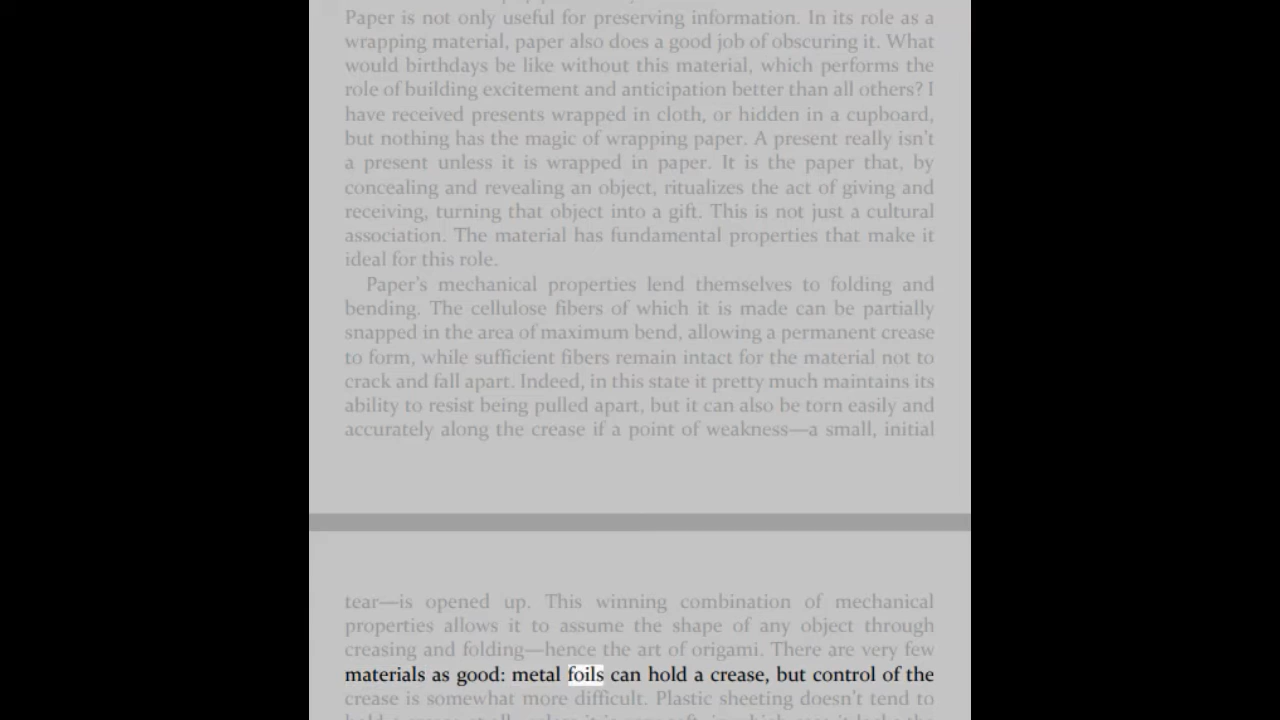 Paper is not only useful for preserving information. In its role as a
wrapping material, paper also does a good job of obscuring it. What
would birthdays be like without this material, which performs the
role of building excitement and anticipation better than all others? I
have received presents wrapped in cloth, or hidden in a cupboard,
but nothing has the magic of wrapping paper. A present really isn't
a present unless it is wrapped in paper. It is the paper that, by
concealing and revealing an object, ritualizes the act of giving and
receiving, turning that object into a gift. This is not just a cultural
association. The material has fundamental properties that make it
ideal for this role.
Paper's mechanical properties lend themselves to folding and
bending. The cellulose fibers of which it is made can be partially
snapped in the area of maximum bend, allowing a permanent crease
to form, while sufficient fibers remain intact for the material not to
crack and fall apart. Indeed, in this state it pretty much maintains its
ability to resist being pulled apart, but it can also be torn easily and
accurately along the crease if a point of weakness—a small, initial
tear—is opened up. This winning combination of mechanical
properties allows it to assume the shape of any object through
creasing and folding—hence the art of origami. There are very few
materials as good: metal foils can hold a crease, but control of the
crease is somewhat more difficult. Plastic sheeting doesn't tend to